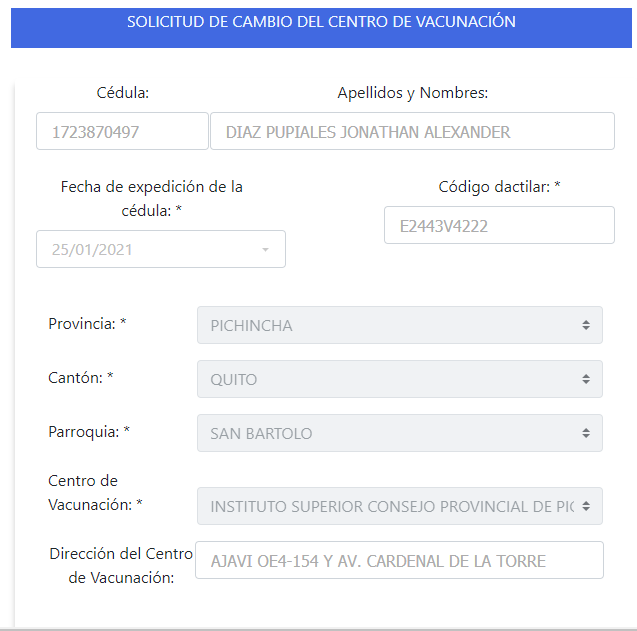 SOLICITUD DE CAMBIO DEL CENTRO DE VACUNACIÓN
Cédula:
Apellidos y Nombres:
1723870497
DIAZ PUPIALES JONATHAN ALEXANDER
Fecha de expedición de la
cédula: *
Código dactilar: *
25/01/2021
E2443V4222
Provincia: *
PICHINCHA
Cantón: *
QUITO
Parroquia: *
SAN BARTOLO
Centro de
Vacunación: *
INSTITUTO SUPERIOR CONSEJO PROVINCIAL DE PIC
Dirección del Centro
de Vacunación:
AJAVI OE4-154 Y AV. CARDENAL DE LA TORRE